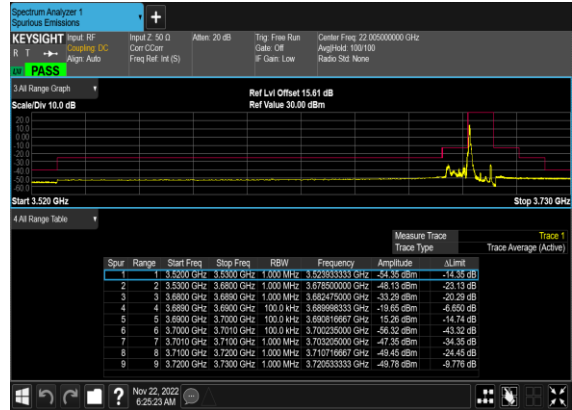 Spectrum Analyzer 1
Spurious Emissions
KEYSIGHT Input: RF Input Z: 50 Ω Atten: 20 dB Trig: Free Run Center Freq: 22.005000000 GHz
R T Coupling: DC Corr CCorr Gate: Off Avg|Hold: 100/100
Align: Auto Freq Ref: Int (S) IF Gain: Low Radio Std: None
PASS
3 All Range Graph Ref Lvl Offset 15.61 dB
Scale/Div 10.0 dB Ref Value 30.00 dBm
20.0
10.0
0.00
-10.0
-20.0
-30.0
-40.0
-50.0
-60.0
Start 3.520 GHz Stop 3.730 GHz
4 All Range Table
Measure Trace Trace 1
Trace Type Trace Average (Active)
Spur Range Start Freq Stop Freq RBW Frequency Amplitude ΔLimit
1 1 3.5200 GHz 3.5300 GHz 1.000 MHz 3.523933333 GHz -54.35 dBm -14.35 dB
2 2 3.5300 GHz 3.6800 GHz 1.000 MHz 3.678500000 GHz -48.13 dBm -23.13 dB
3 3 3.6800 GHz 3.6890 GHz 1.000 MHz 3.682475000 GHz -33.29 dBm -20.29 dB
4 4 3.6890 GHz 3.6900 GHz 100.0 kHz 3.689998333 GHz -19.65 dBm -6.650 dB
5 5 3.6900 GHz 3.7000 GHz 100.0 kHz 3.690816667 GHz 15.26 dBm -14.74 dB
6 6 3.7000 GHz 3.7010 GHz 100.0 kHz 3.700235000 GHz -56.32 dBm -43.32 dB
7 7 3.7010 GHz 3.7100 GHz 1.000 MHz 3.703205000 GHz -47.35 dBm -34.35 dB
8 8 3.7100 GHz 3.7200 GHz 1.000 MHz 3.710716667 GHz -49.45 dBm -24.45 dB
9 9 3.7200 GHz 3.7300 GHz 1.000 MHz 3.720533333 GHz -49.78 dBm -9.776 dB
Nov 22, 2022
6:25:23 AM